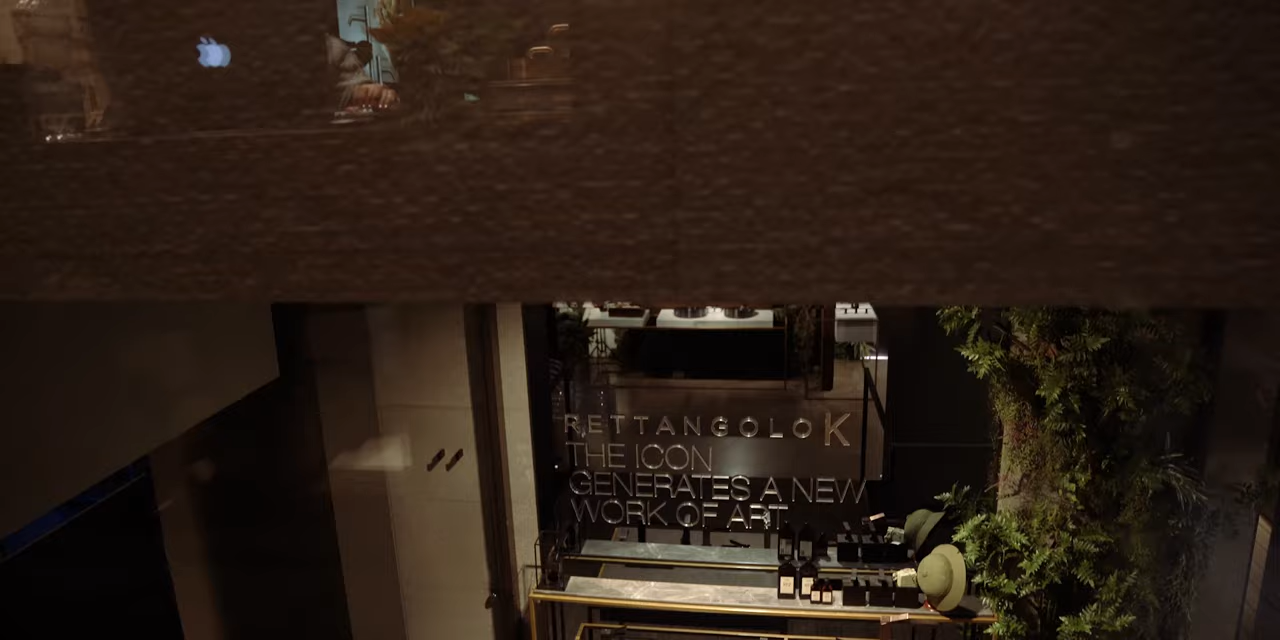 RETTANGOLO K
THE ICON
GENERATES A NEW
WORK OF ART